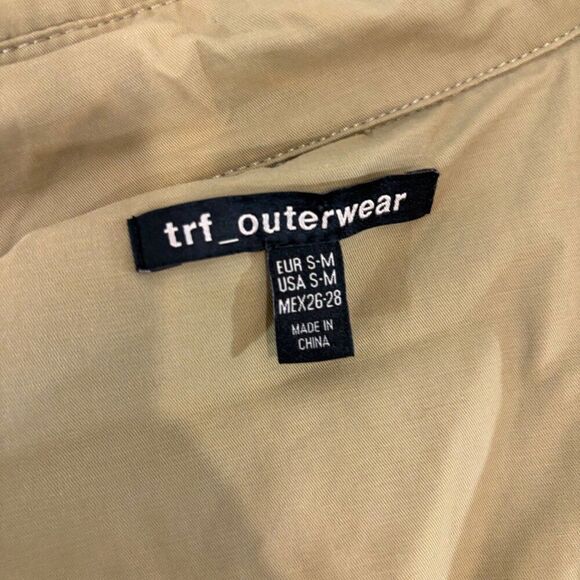 trf_outerwear
EUR S-M
USA S-M
MEX26-28
MADE IN
CHINA